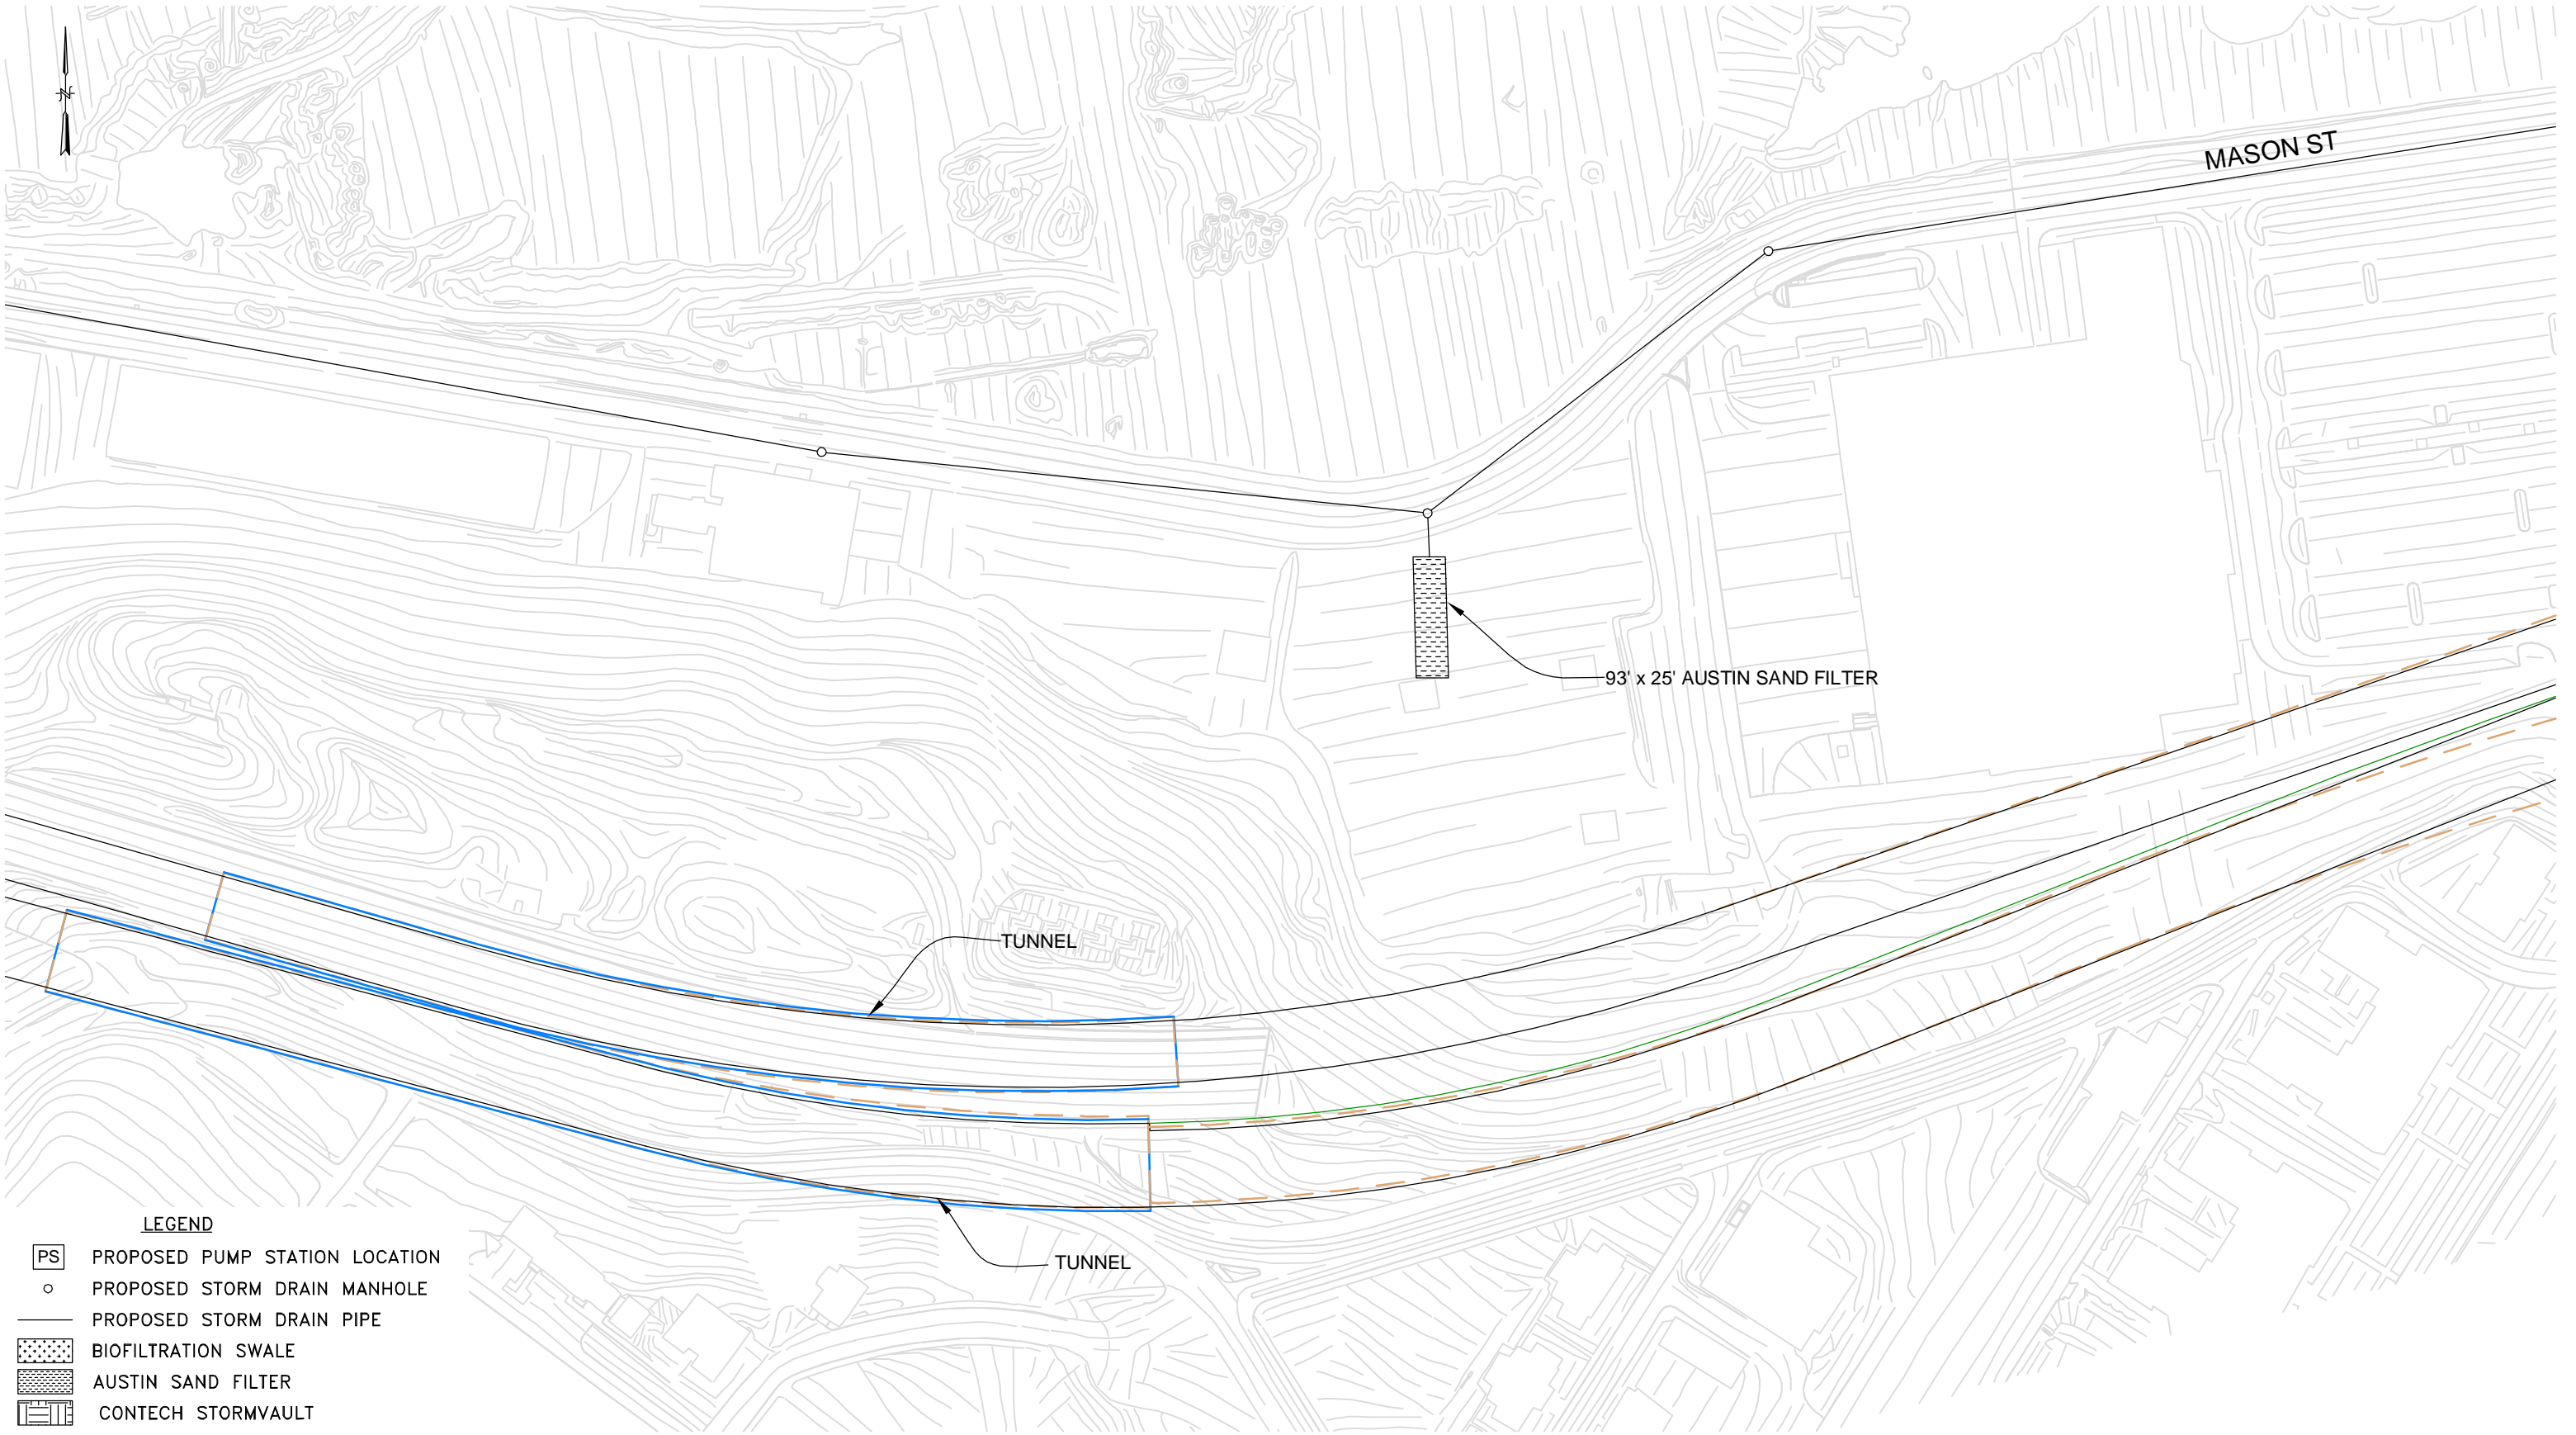 N
MASON ST
93' x 25' AUSTIN SAND FILTER
TUNNEL
TUNNEL
LEGEND
PS PROPOSED PUMP STATION LOCATION
PROPOSED STORM DRAIN MANHOLE
PROPOSED STORM DRAIN PIPE
BIOFILTRATION SWALE
AUSTIN SAND FILTER
CONTECH STORMVAULT